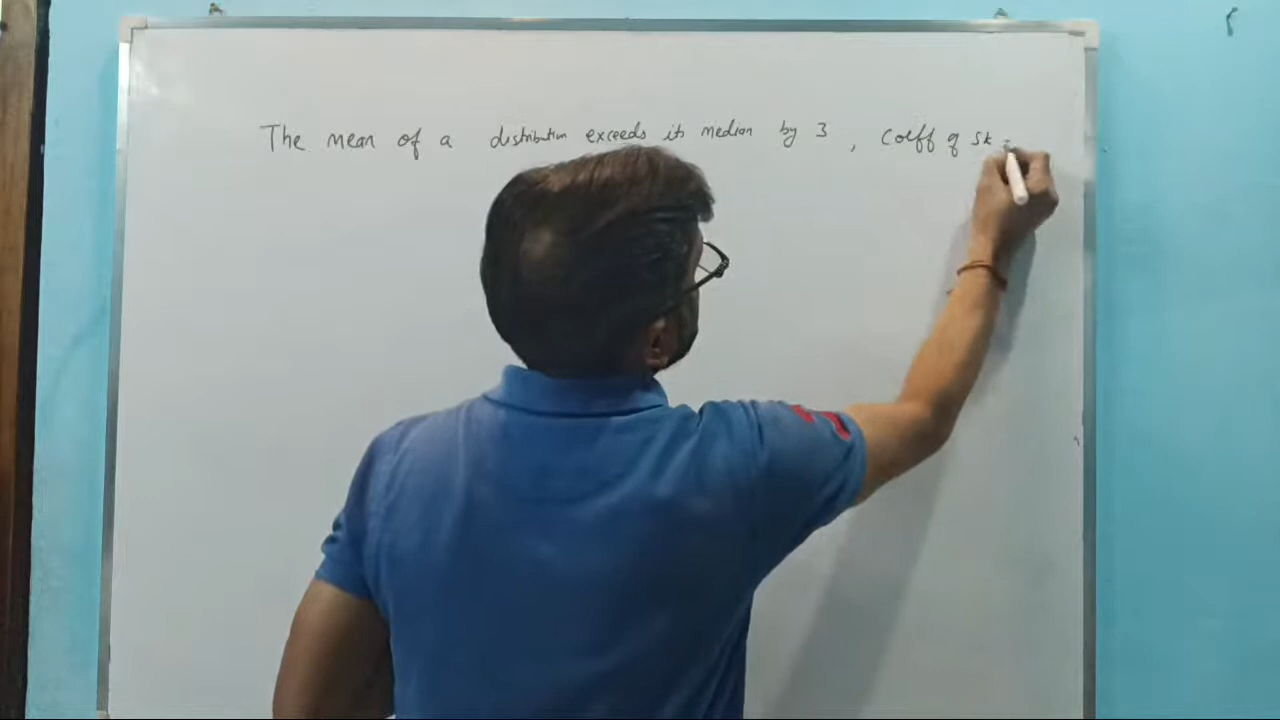 The mean of a distribution exceeds its median by 3, Coeff of sk =